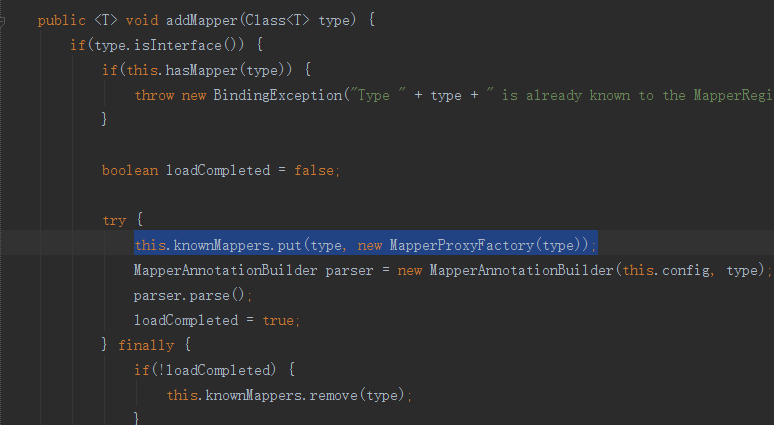 public <T> void addMapper(Class<T> type) {
    if(type.isInterface()) {
        if(this.hasMapper(type)) {
            throw new BindingException("Type " + type + " is already known to the MapperRegi
        }

        boolean loadCompleted = false;

        try {
            this.knownMappers.put(type, new MapperProxyFactory(type));
            MapperAnnotationBuilder parser = new MapperAnnotationBuilder(this.config, type);
            parser.parse();
            loadCompleted = true;
        } finally {
            if(!loadCompleted) {
                this.knownMappers.remove(type);
            }